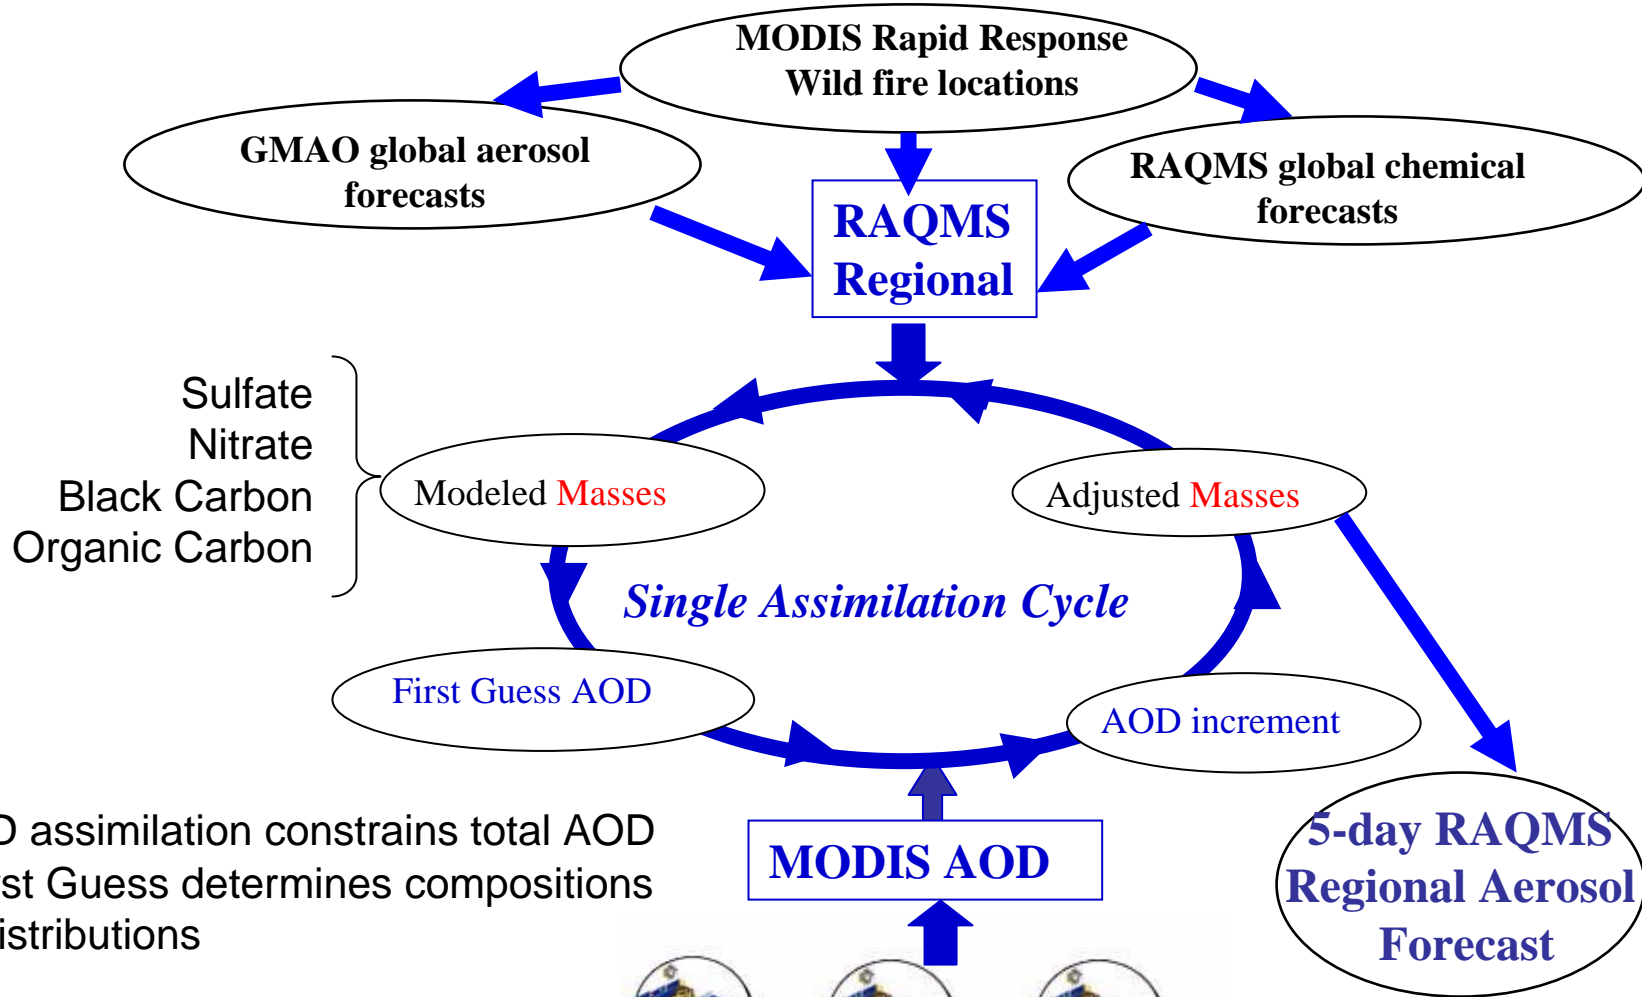 MODIS Rapid Response
Wild fire locations
GMAO global aerosol
forecasts
RAQMS global chemical
forecasts
RAQMS
Regional
Sulfate
Nitrate
Black Carbon
Organic Carbon
Modeled Masses
Adjusted Masses
Single Assimilation Cycle
First Guess AOD
AOD increment
assimilation constrains total AOD
Guess determines compositions
MODIS AOD
5-day RAQMS
Regional Aerosol
Forecast